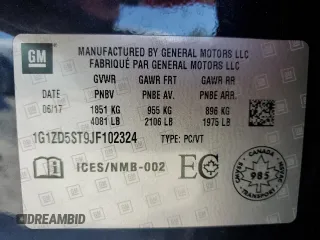 GM
MANUFACTURED BY GENERAL MOTORS LLC
FABRIQUÉ PAR GENERAL MOTORS LLC
GVWR GAWR FRT GAWR RR
DATE PNBV PNBE AV. PNBE ARR.
06/17 1851 KG 955 KG 896 KG
4081 LB 2106 LB 1975 LB
1G1ZD5ST9JF102324 TYPE: PC/VT
ICES/NMB-002 EC
CANADA
985
TRANSPORT
DREAMBID